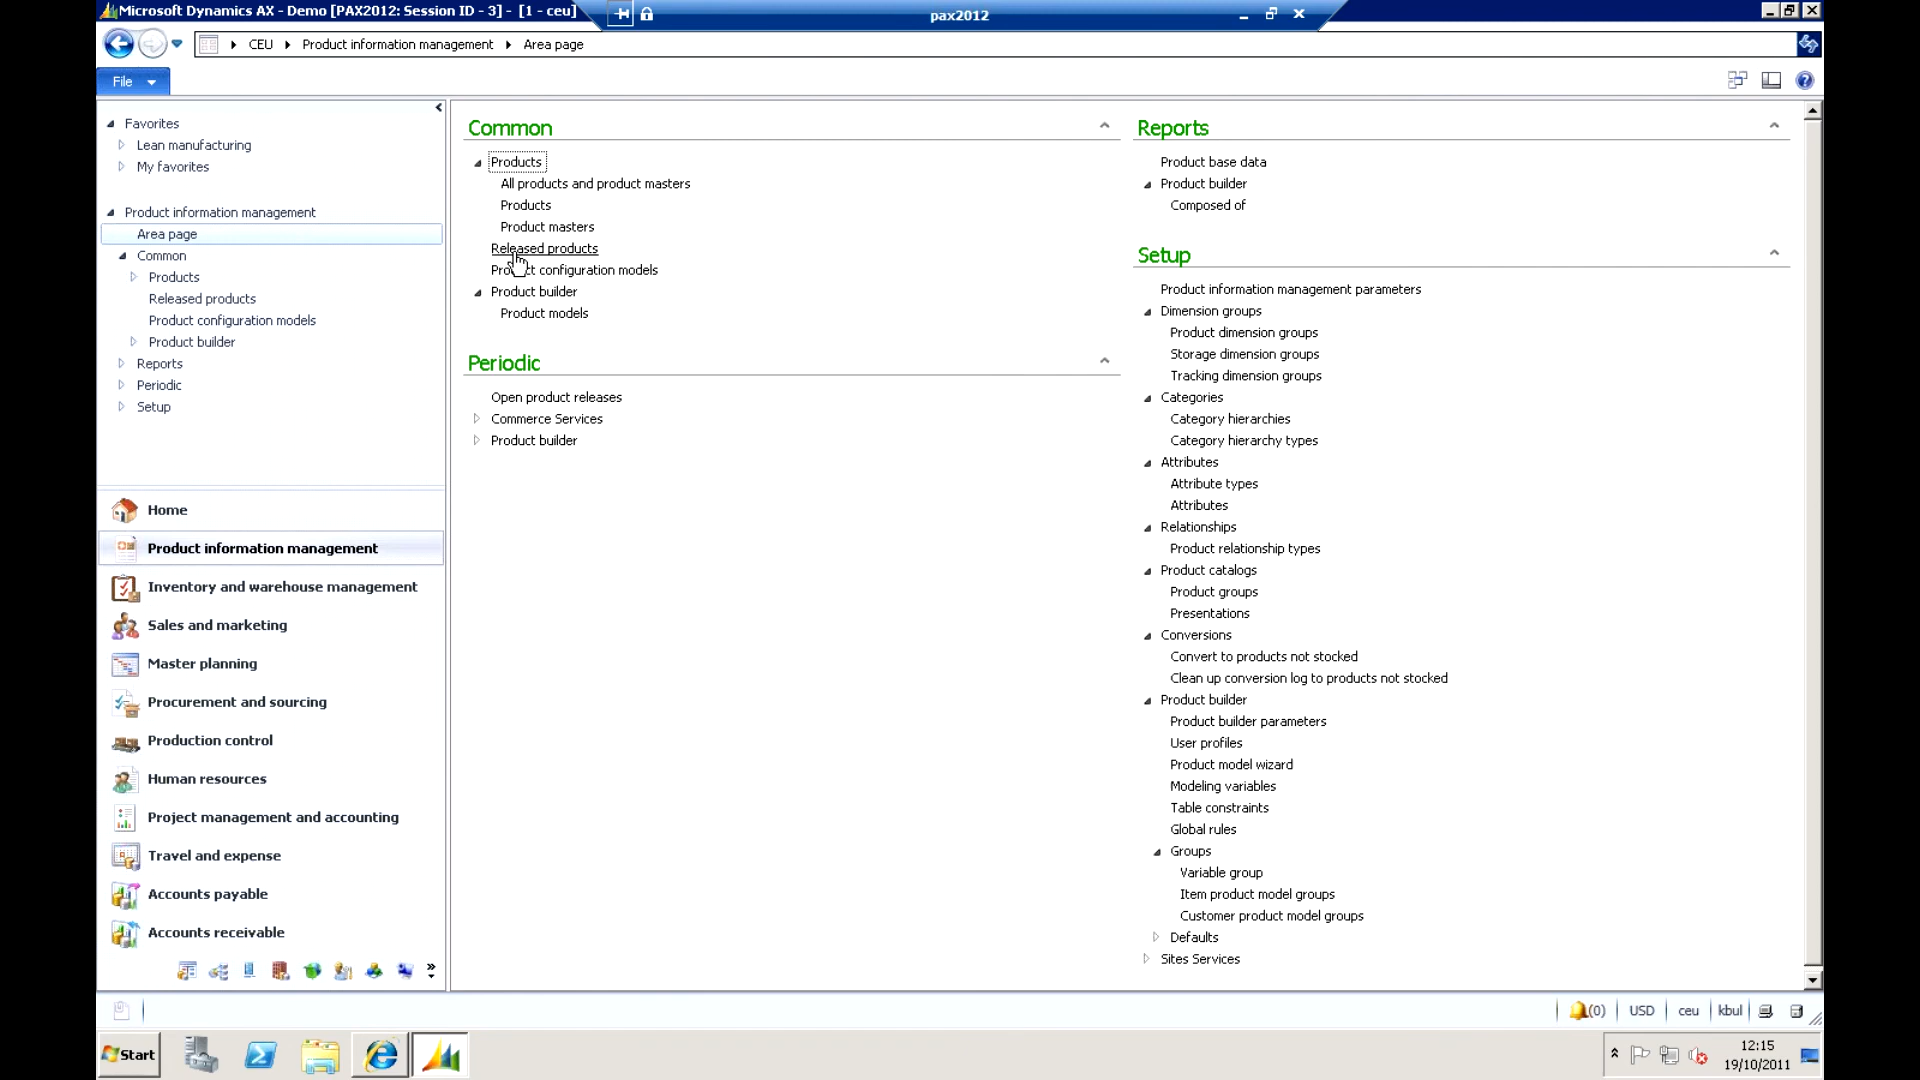 Microsoft Dynamics AX - Demo [PAX2012: Session ID - 3] - [1 - ceu]
pax2012
CEU
Product information management
Area page
File
Favorites
Lean manufacturing
My favorites
Product information management
Area page
Common
Products
Released products
Product configuration models
Product builder
Reports
Periodic
Setup
Home
Product information management
Inventory and warehouse management
Sales and marketing
Master planning
Procurement and sourcing
Production control
Human resources
Project management and accounting
Travel and expense
Accounts payable
Accounts receivable
Common
Products
All products and product masters
Products
Product masters
Released products
Product configuration models
Product builder
Product models
Periodic
Open product releases
Commerce Services
Product builder
Reports
Product base data
Product builder
Composed of
Setup
Product information management parameters
Dimension groups
Product dimension groups
Storage dimension groups
Tracking dimension groups
Categories
Category hierarchies
Category hierarchy types
Attributes
Attribute types
Attributes
Relationships
Product relationship types
Product catalogs
Product groups
Presentations
Conversions
Convert to products not stocked
Clean up conversion log to products not stocked
Product builder
Product builder parameters
User profiles
Product model wizard
Modeling variables
Table constraints
Global rules
Groups
Variable group
Item product model groups
Customer product model groups
Defaults
Sites Services
(0)
USD
ceu
kbul
Start
12:15
19/10/2011